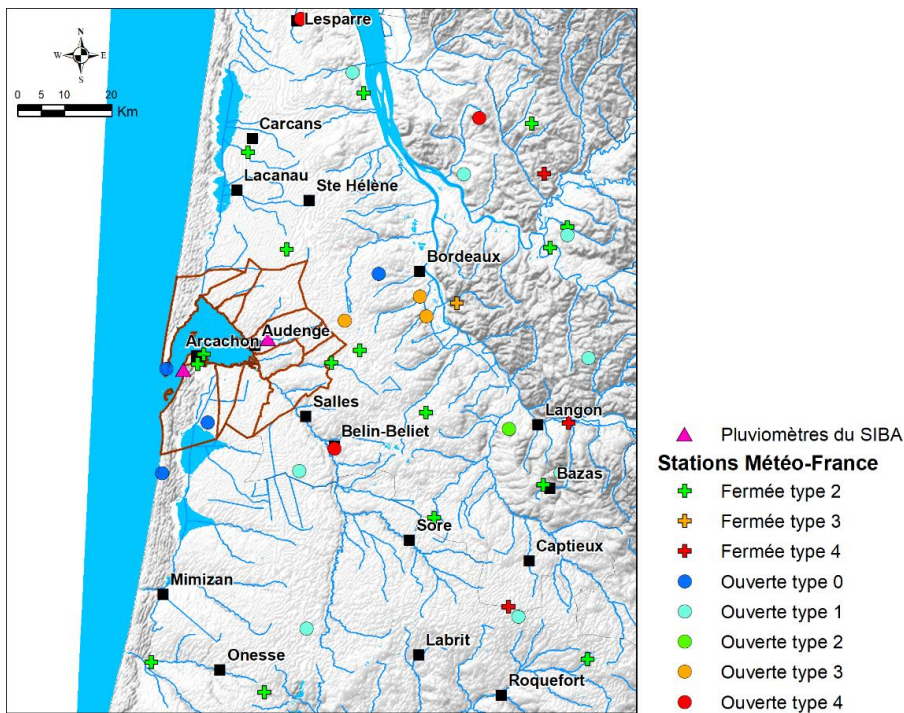 Lesparre
N
W E
S
0 5 10 20
Km
Carcans
Lacanau
Ste Hélène
Bordeaux
Audenge
Arcachon
Salles
Langon
Belin-Beliet
Bazas
Sore
Captieux
Mimizan
Labrit
Onesse
Roquefort
Pluviomètres du SIBA
Stations Météo-France
Fermée type 2
Fermée type 3
Fermée type 4
Ouverte type 0
Ouverte type 1
Ouverte type 2
Ouverte type 3
Ouverte type 4